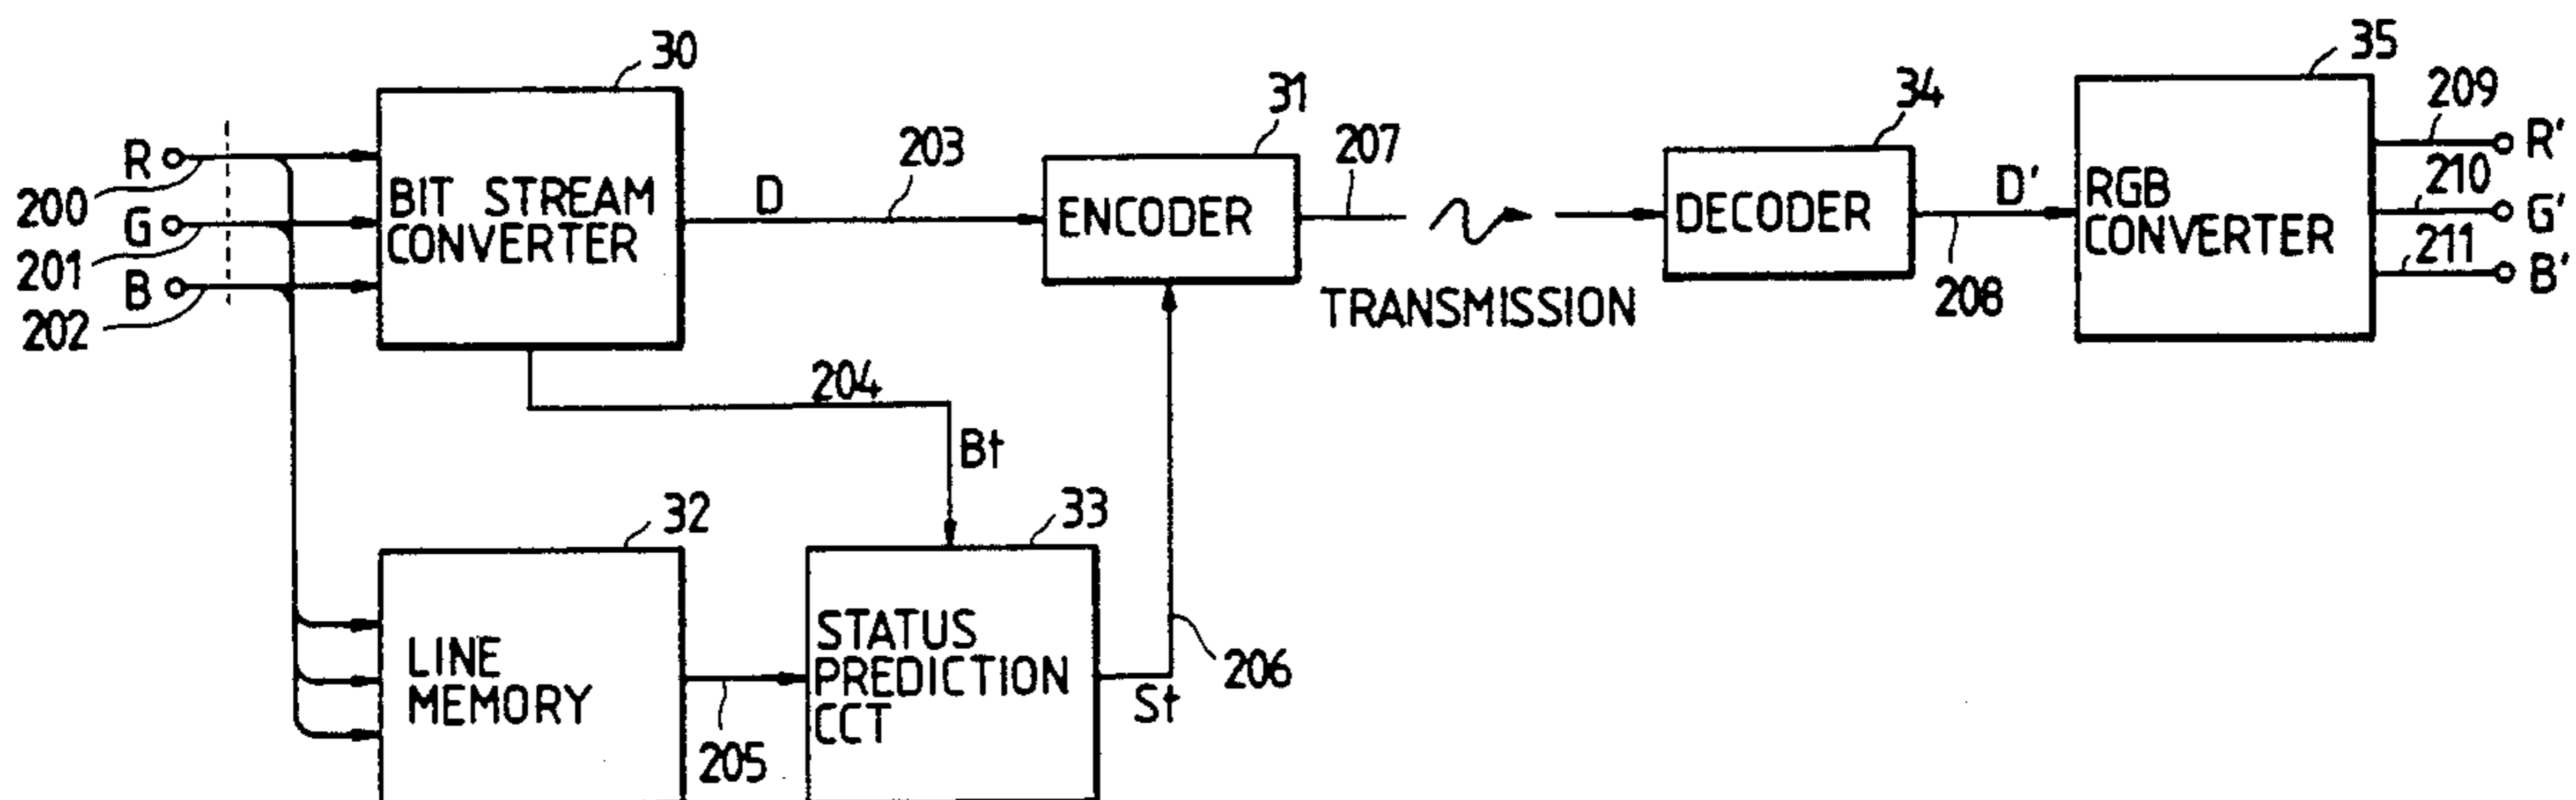 30
31
34
35
R
200
G
201
B
202
BIT STREAM
CONVERTER
D
203
ENCODER
207
TRANSMISSION
DECODER
D'
208
RGB
CONVERTER
209
R'
210
G'
211
B'
204
Bt
32
33
LINE
MEMORY
205
STATUS
PREDICTION
CCT
St
206